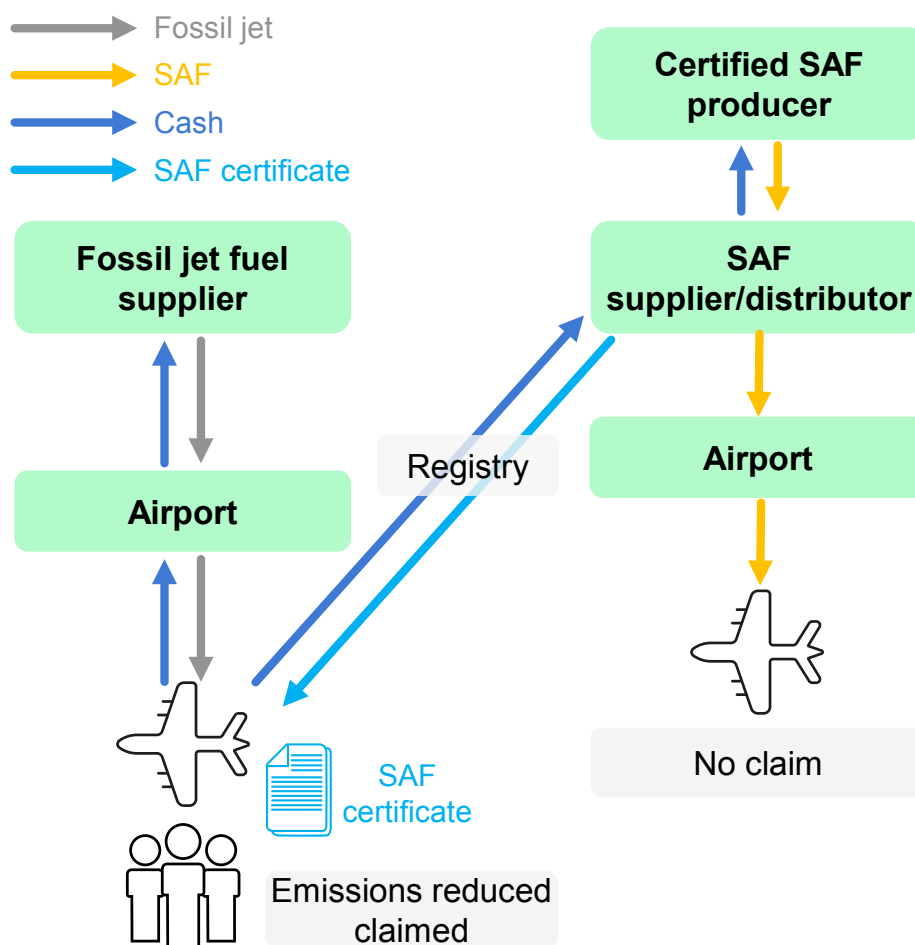 Fossil jet
SAF
Cash
SAF certificate
Certified SAF
producer
Fossil jet fuel
supplier
SAF
supplier/distributor
Registry
Airport
Airport
No claim
SAF
certificate
Emissions reduced
claimed